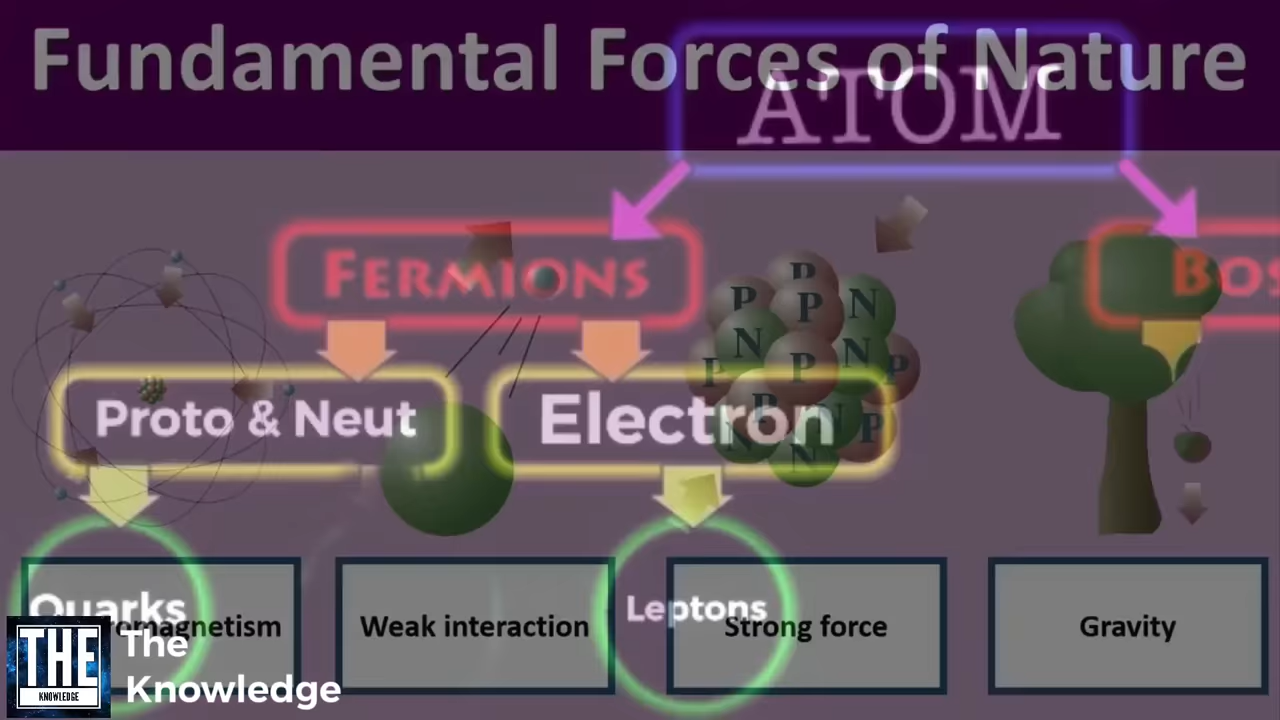 Fundamental Forces of Nature
ATOM
FERMIONS
BOS
Proto & Neut
Electron
P
P
P
N
N
N
P
P
P
P
N
P
N
N
Quarks
Leptons
omagnetism
Weak interaction
Strong force
Gravity
THE
KNOWLEDGE
The
Knowledge